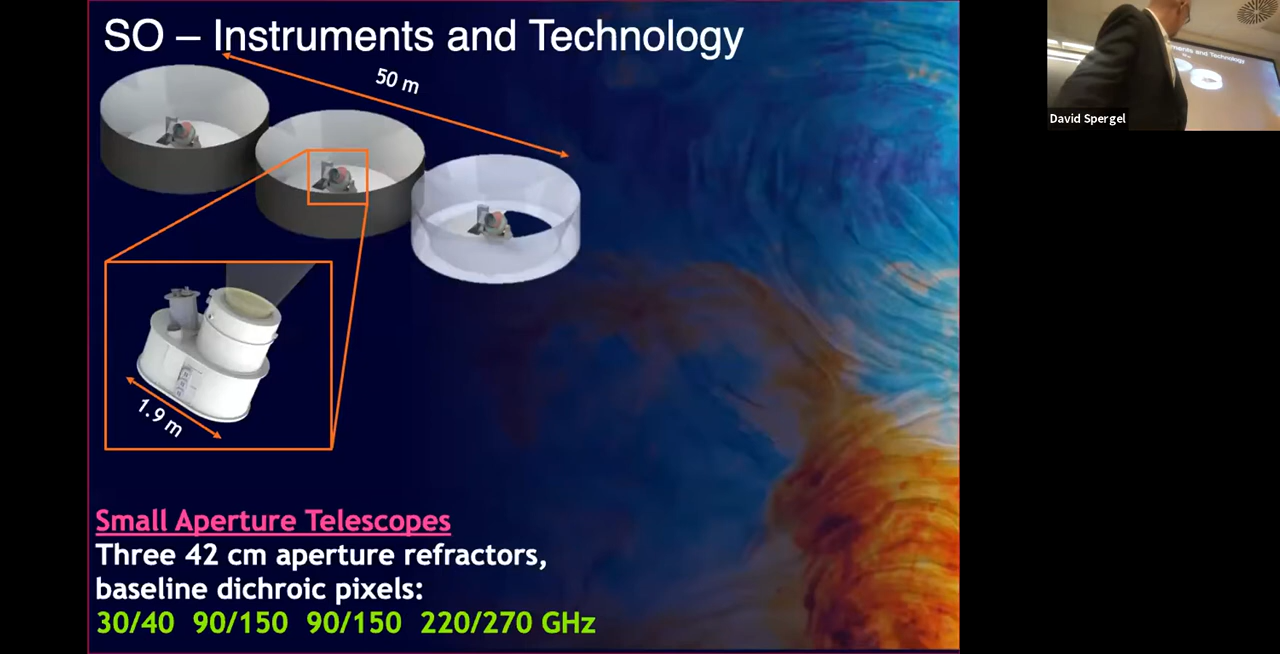 SO – Instruments and Technology
50 m
1.9 m
Small Aperture Telescopes
Three 42 cm aperture refractors,
baseline dichroic pixels:
30/40 90/150 90/150 220/270 GHz
David Spergel